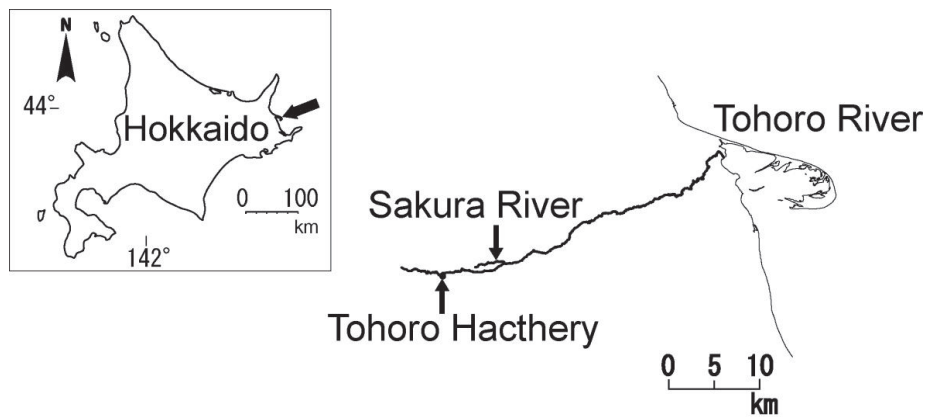 N
44°
Hokkaido
0 100
km
142°
Tohoro River
Sakura River
Tohoro Hacthery
0 5 10
km